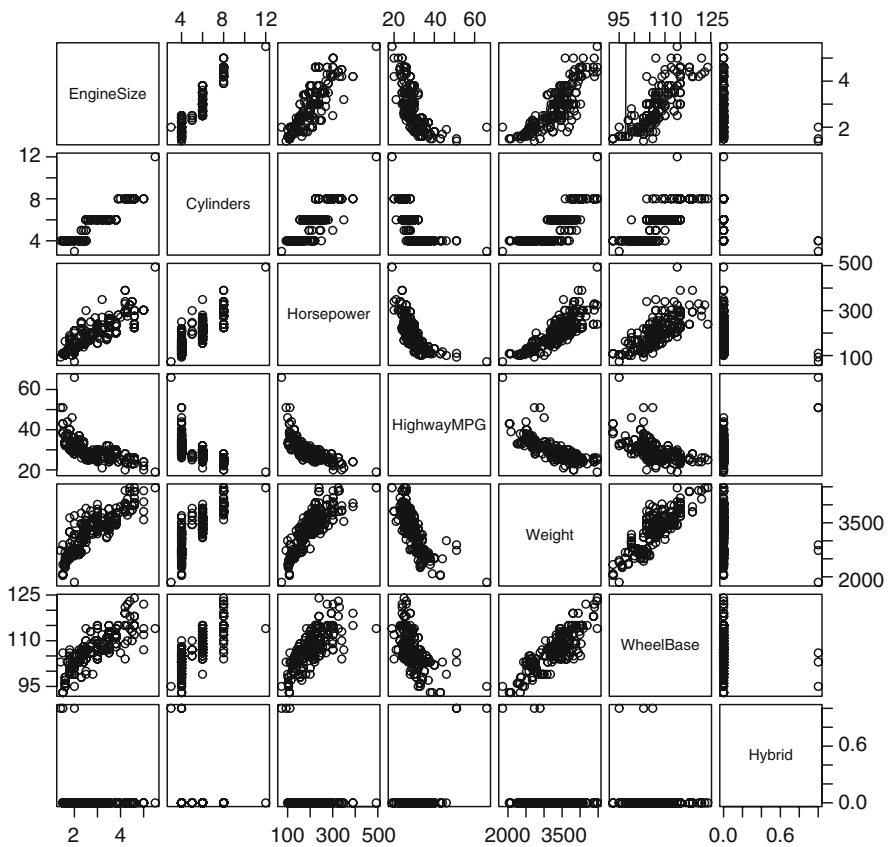 4 8 12
20 40 60
95 110 125
EngineSize
2 4
4 8 12
Cylinders
Horsepower
100 300 500
20 40 60
HighwayMPG
Weight
2000 3500
95 110 125
WheelBase
Hybrid
0.0 0.6
2 4
100 300 500
2000 3500
0.0 0.6